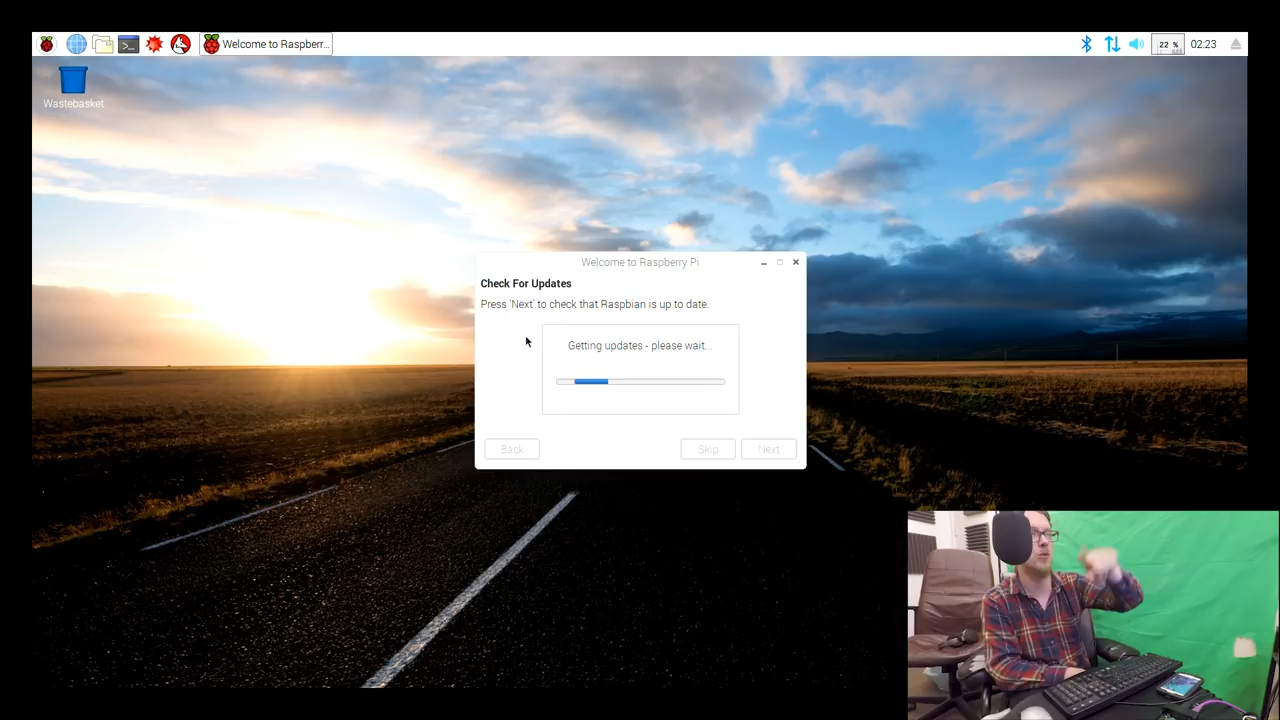 Welcome to Raspberr...
22 %
02:23
Wastebasket
Welcome to Raspberry Pi
Check For Updates
Press 'Next' to check that Raspbian is up to date.
Getting updates - please wait...
Back
Skip
Next